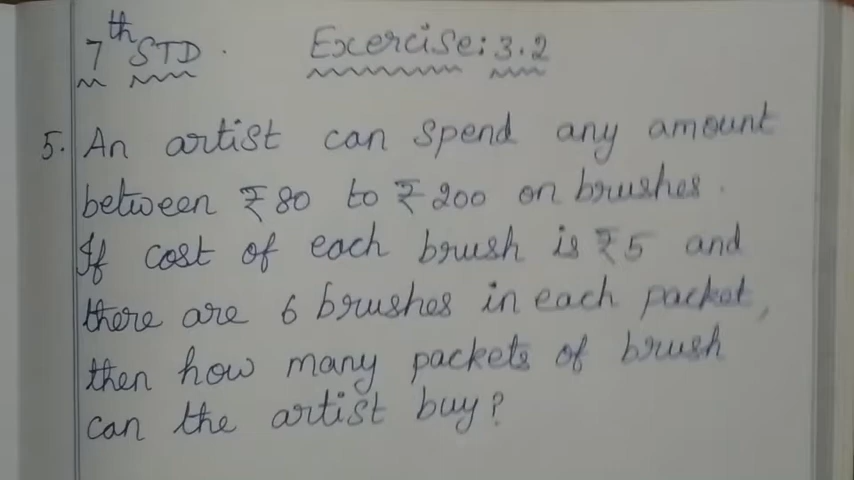 7th STD. Exercise: 3.2
5. An artist can spend any amount
between ₹80 to ₹200 on brushes.
If cost of each brush is ₹5 and
there are 6 brushes in each packet,
then how many packets of brush
can the artist buy?